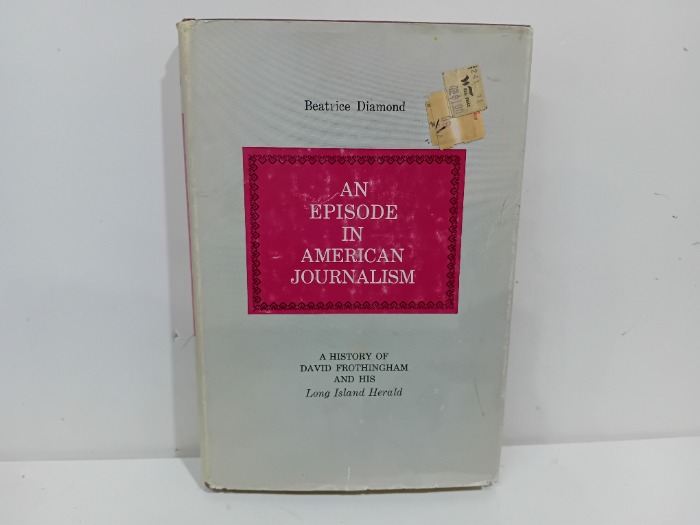 Beatrice Diamond
AN
EPISODE
IN
AMERICAN
JOURNALISM
A HISTORY OF
DAVID FROTHINGHAM
AND HIS
Long Island Herald